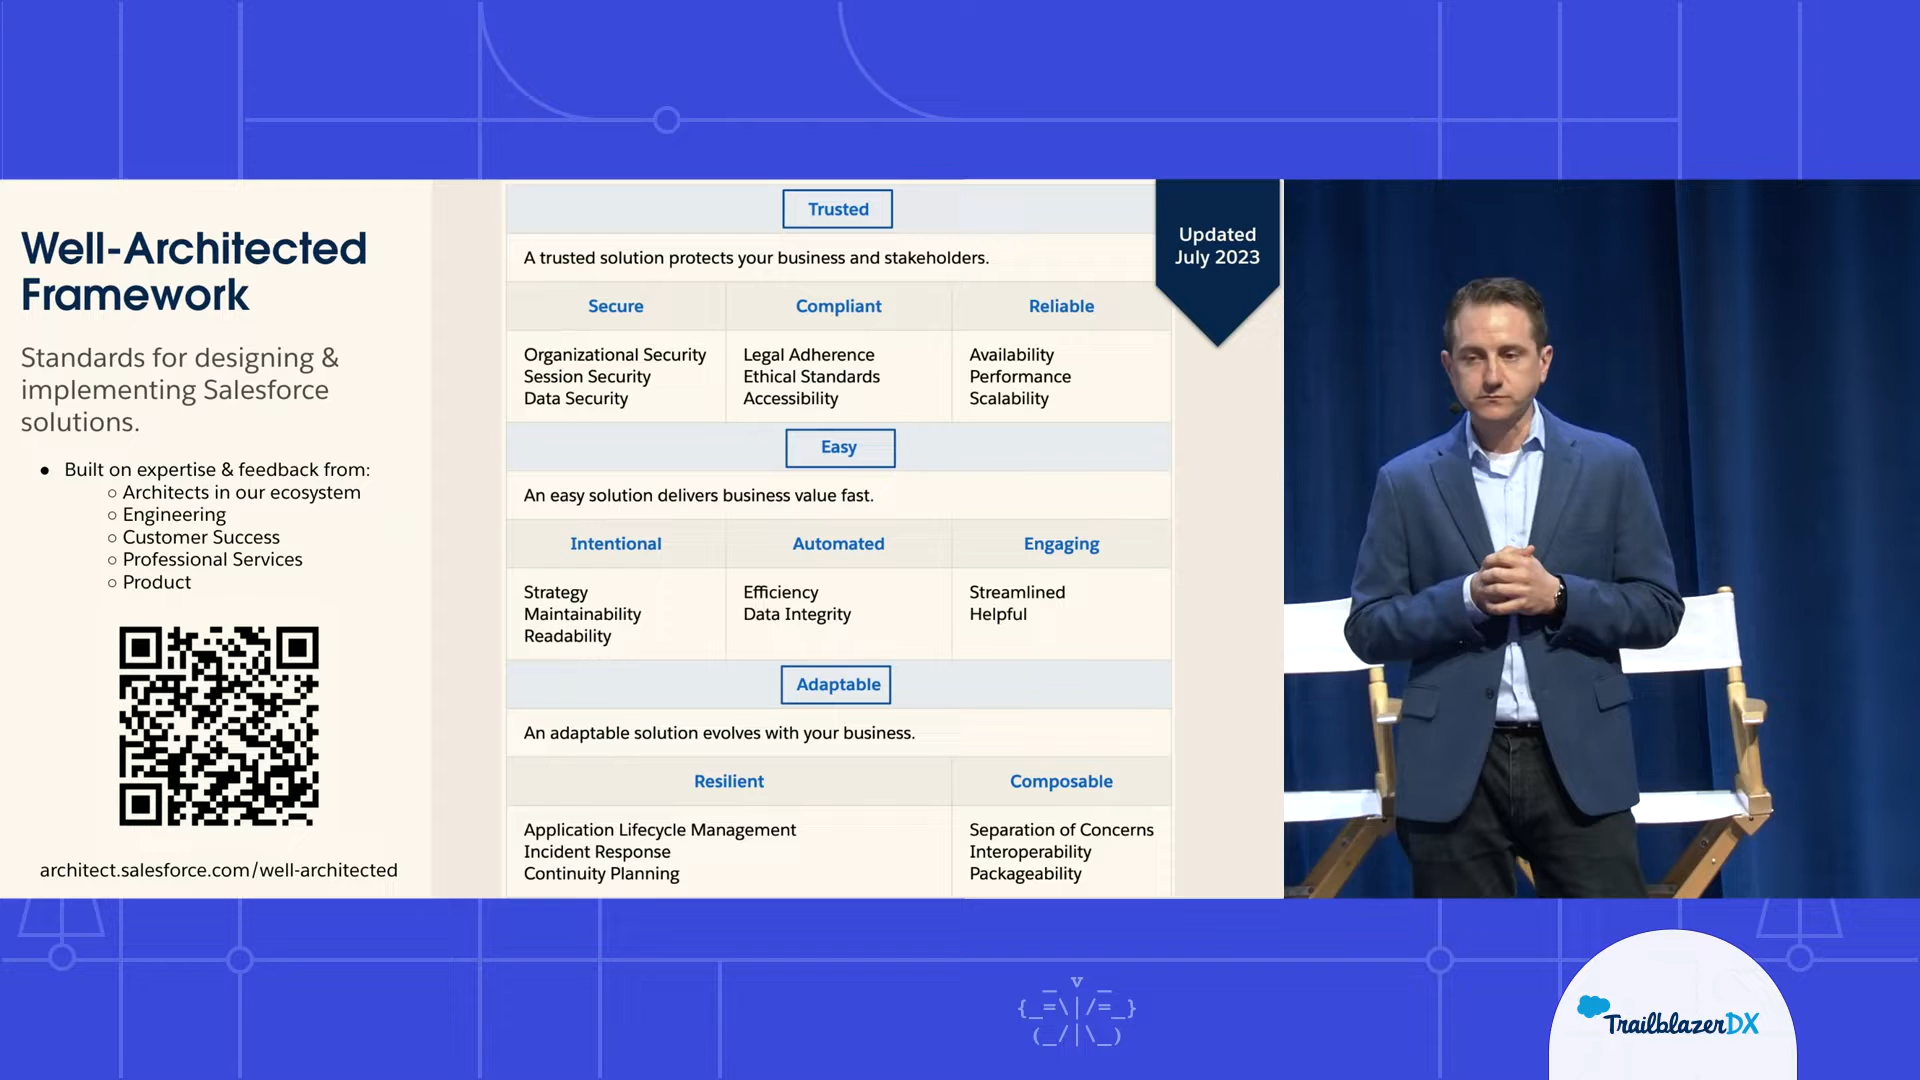 Well-Architected
Framework
Standards for designing &
implementing Salesforce
solutions.
● Built on expertise & feedback from:
○ Architects in our ecosystem
○ Engineering
○ Customer Success
○ Professional Services
○ Product
architect.salesforce.com/well-architected
Trusted
A trusted solution protects your business and stakeholders.
Secure Compliant Reliable
Organizational Security Legal Adherence Availability
Session Security Ethical Standards Performance
Data Security Accessibility Scalability
Easy
An easy solution delivers business value fast.
Intentional Automated Engaging
Strategy Efficiency Streamlined
Maintainability Data Integrity Helpful
Readability
Adaptable
An adaptable solution evolves with your business.
Resilient Composable
Application Lifecycle Management Separation of Concerns
Incident Response Interoperability
Continuity Planning Packageability
Updated
July 2023
TrailblazerDX